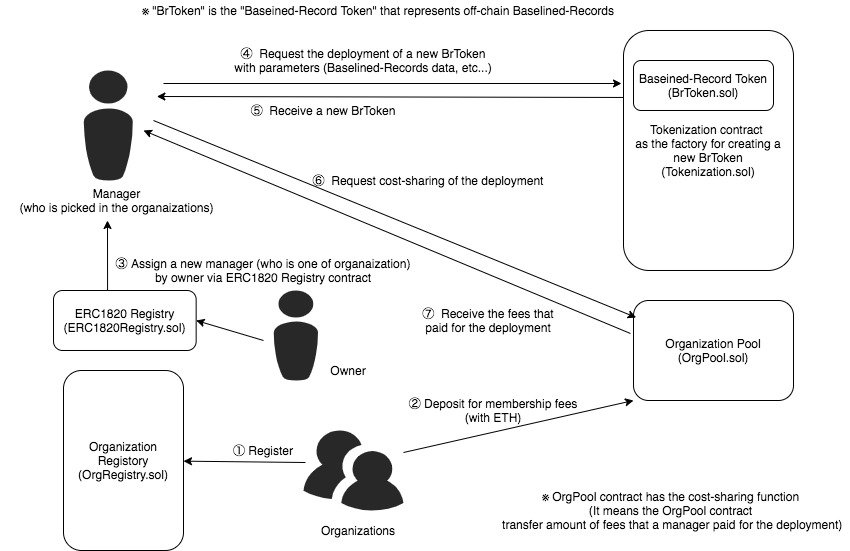 ※ "BrToken" is the "Baseined-Record Token" that represents off-chain Baselined-Records
④ Request the deployment of a new BrToken
with parameters (Baselined-Records data, etc...)
Baseined-Record Token
(BrToken.sol)
⑤ Receive a new BrToken
Tokenization contract
as the factory for creating a
new BrToken
(Tokenization.sol)
⑥ Request cost-sharing of the deployment
Manager
(who is picked in the organaizations)
③ Assign a new manager (who is one of organaization)
by owner via ERC1820 Registry contract
ERC1820 Registry
(ERC1820Registry.sol)
⑦ Receive the fees that
paid for the deployment
Organization Pool
(OrgPool.sol)
Owner
② Deposit for membership fees
(with ETH)
Organization
Registory
(OrgRegistry.sol)
① Register
Organizations
※ OrgPool contract has the cost-sharing function
(It means the OrgPool contract
transfer amount of fees that a manager paid for the deployment)